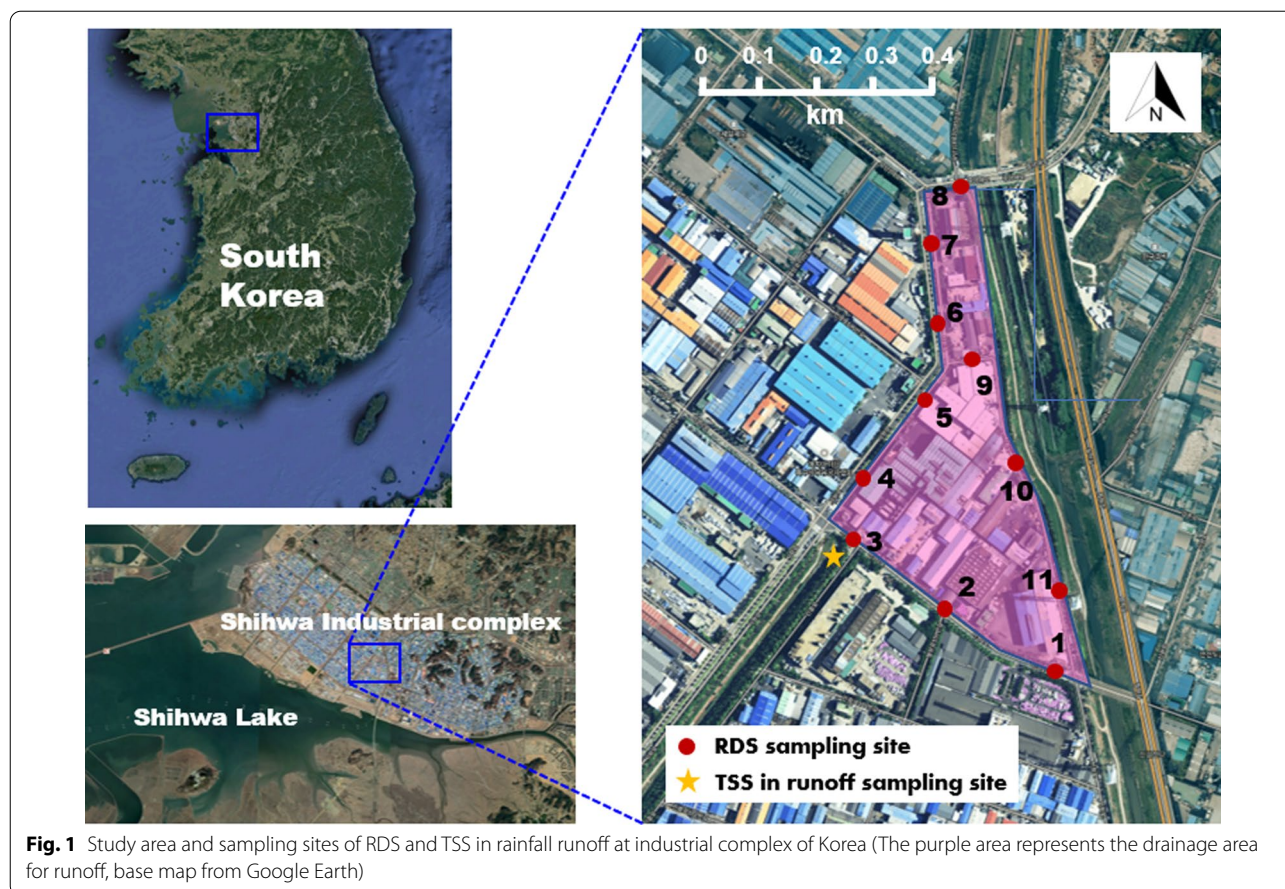 South
Korea
Shihwa Industrial complex
Shihwa Lake
0 0.1 0.2 0.3 0.4
km
N
8
7
6
9
5
4
10
3
11
2
1
RDS sampling site
TSS in runoff sampling site
Fig. 1 Study area and sampling sites of RDS and TSS in rainfall runoff at industrial complex of Korea (The purple area represents the drainage area
for runoff, base map from Google Earth)